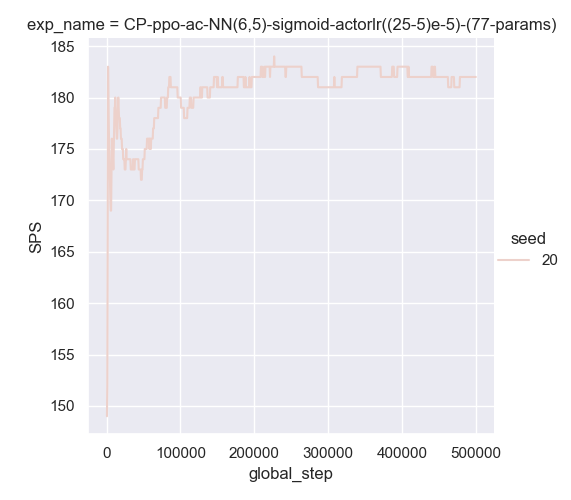 exp_name = CP-ppo-ac-NN(6,5)-sigmoid-actorlr((25-5)e-5)-(77-params)
185
180
175
170
165
160
155
150
SPS
0 100000 200000 300000 400000 500000
global_step
seed
20